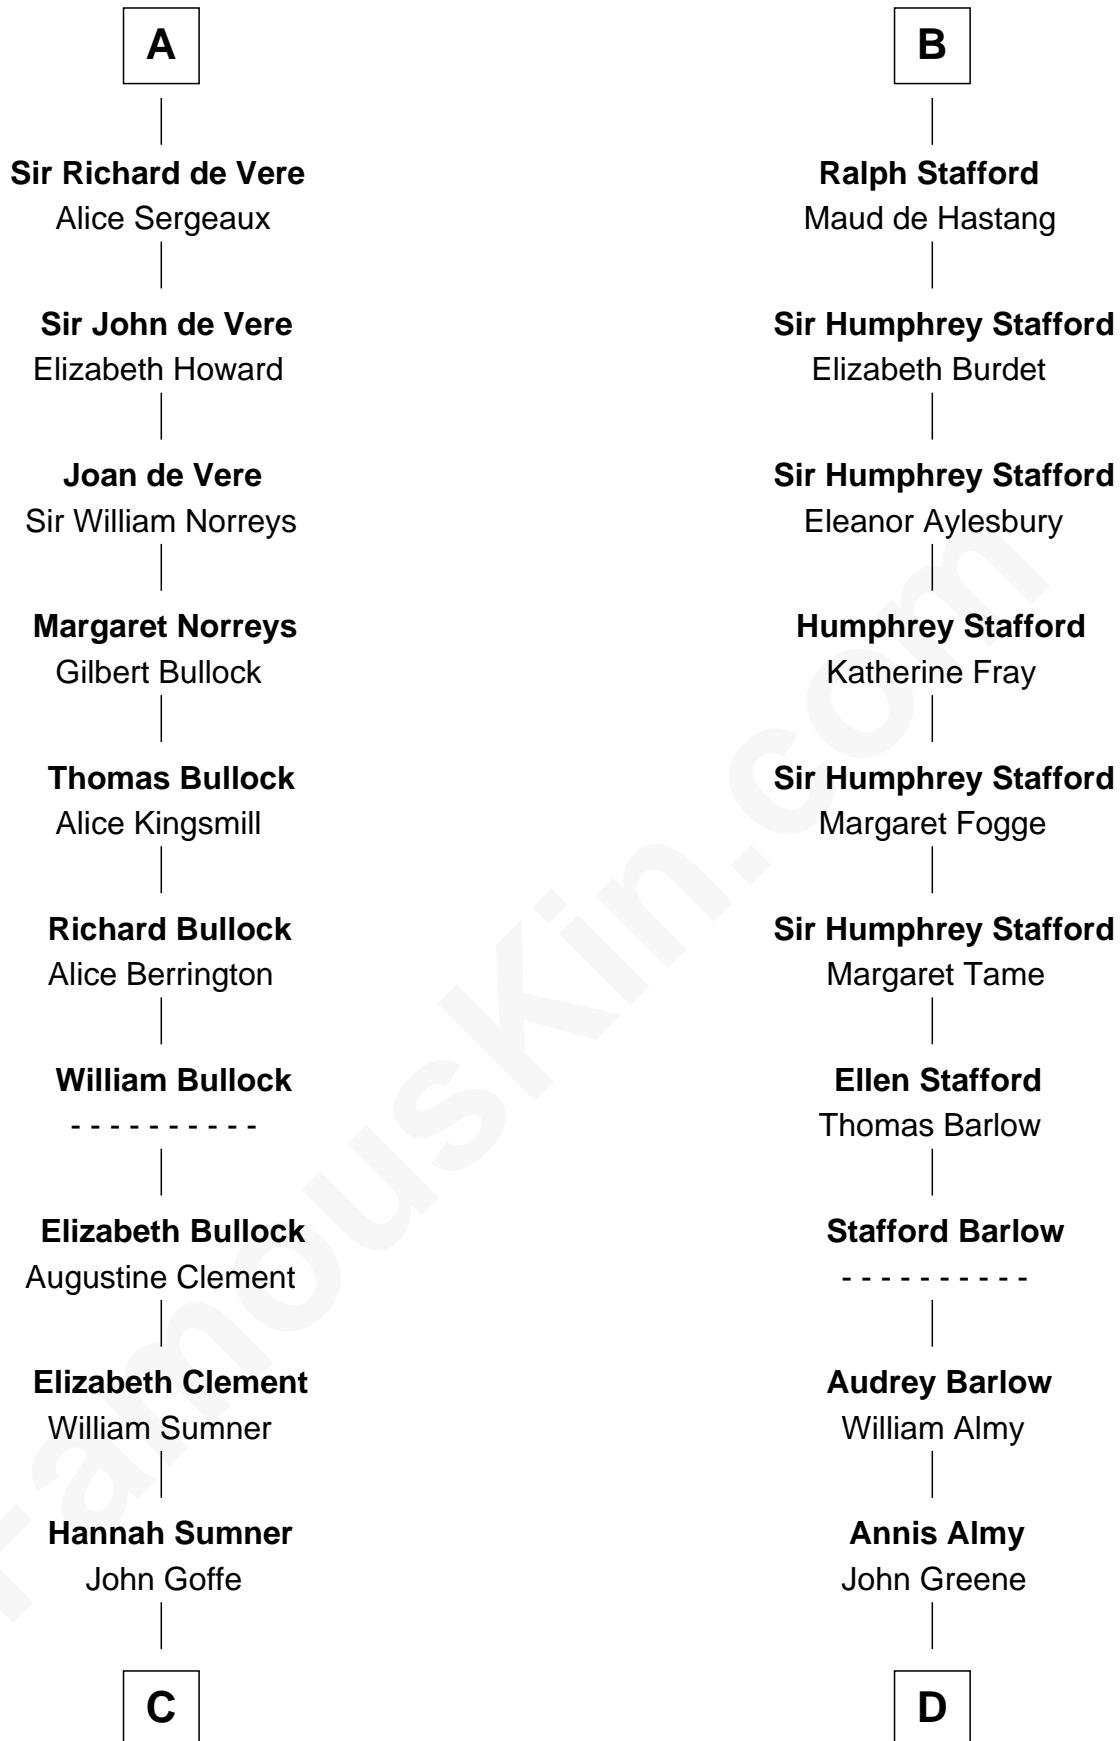 A
Sir Richard de Vere
Alice Sergeaux
Sir John de Vere
Elizabeth Howard
Joan de Vere
Sir William Norreys
Margaret Norreys
Gilbert Bullock
Thomas Bullock
Alice Kingsmill
Richard Bullock
Alice Berrington
William Bullock
- - - - - - - - - -
Elizabeth Bullock
Augustine Clement
Elizabeth Clement
William Sumner
Hannah Sumner
John Goffe
C
B
Ralph Stafford
Maud de Hastang
Sir Humphrey Stafford
Elizabeth Burdet
Sir Humphrey Stafford
Eleanor Aylesbury
Humphrey Stafford
Katherine Fray
Sir Humphrey Stafford
Margaret Fogge
Sir Humphrey Stafford
Margaret Tame
Ellen Stafford
Thomas Barlow
Stafford Barlow
- - - - - - - - - -
Audrey Barlow
William Almy
Annis Almy
John Greene
D
FamousKin.com